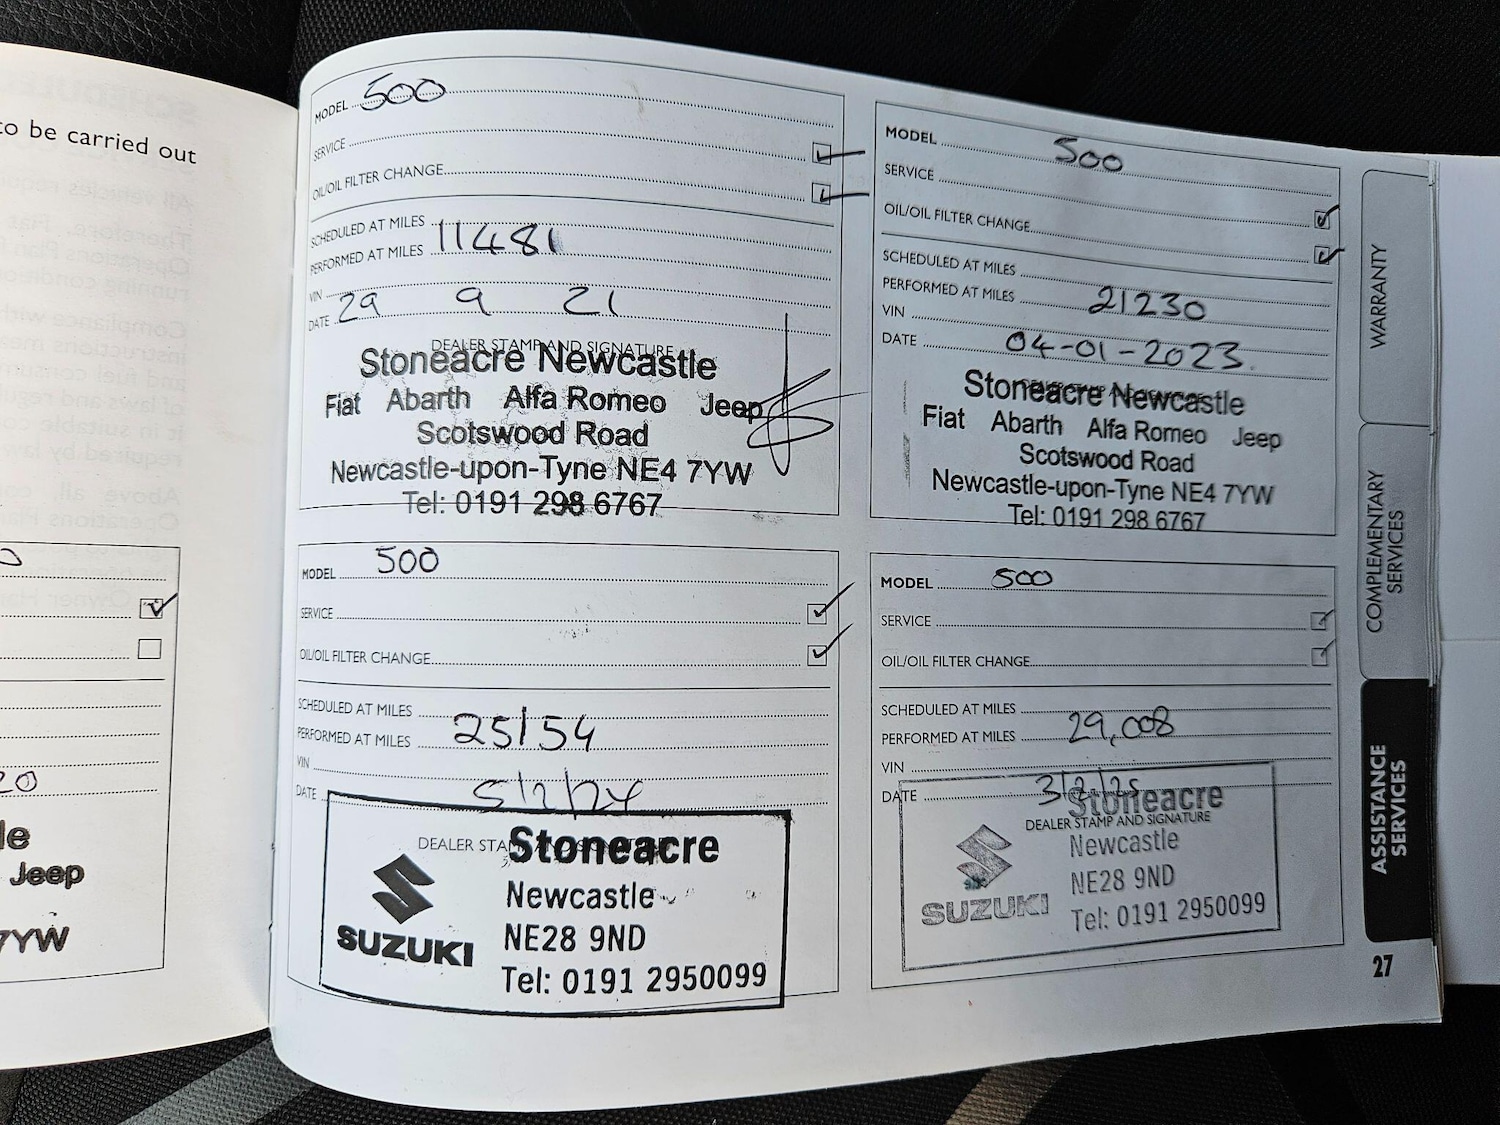 to be carried out
20
le
Jeep
7YW
MODEL 500
SERVICE
OIL/OIL FILTER CHANGE
SCHEDULED AT MILES
PERFORMED AT MILES 11481
VIN
DATE 29 9 21
DEALER STAMP AND SIGNATURE
Stoneacre Newcastle
Fiat Abarth Alfa Romeo Jeep
Scotswood Road
Newcastle-upon-Tyne NE4 7YW
Tel: 0191 298 6767
MODEL 500
SERVICE
OIL/OIL FILTER CHANGE
SCHEDULED AT MILES
PERFORMED AT MILES 21230
VIN
DATE 04-01-2023
Stoneacre Newcastle
Fiat Abarth Alfa Romeo Jeep
Scotswood Road
Newcastle-upon-Tyne NE4 7YW
Tel: 0191 298 6767
MODEL 500
SERVICE
OIL/OIL FILTER CHANGE
SCHEDULED AT MILES
PERFORMED AT MILES 25154
VIN
DATE 5/2/24
DEALER STAMP
Stoneacre
Newcastle
NE28 9ND
SUZUKI
Tel: 0191 2950099
MODEL 500
SERVICE
OIL/OIL FILTER CHANGE
SCHEDULED AT MILES
PERFORMED AT MILES 29,008
VIN
DATE 3/2/25
Stoneacre
DEALER STAMP AND SIGNATURE
Newcastle
NE28 9ND
SUZUKI
Tel: 0191 2950099
WARRANTY
COMPLEMENTARY
SERVICES
ASSISTANCE
SERVICES
27